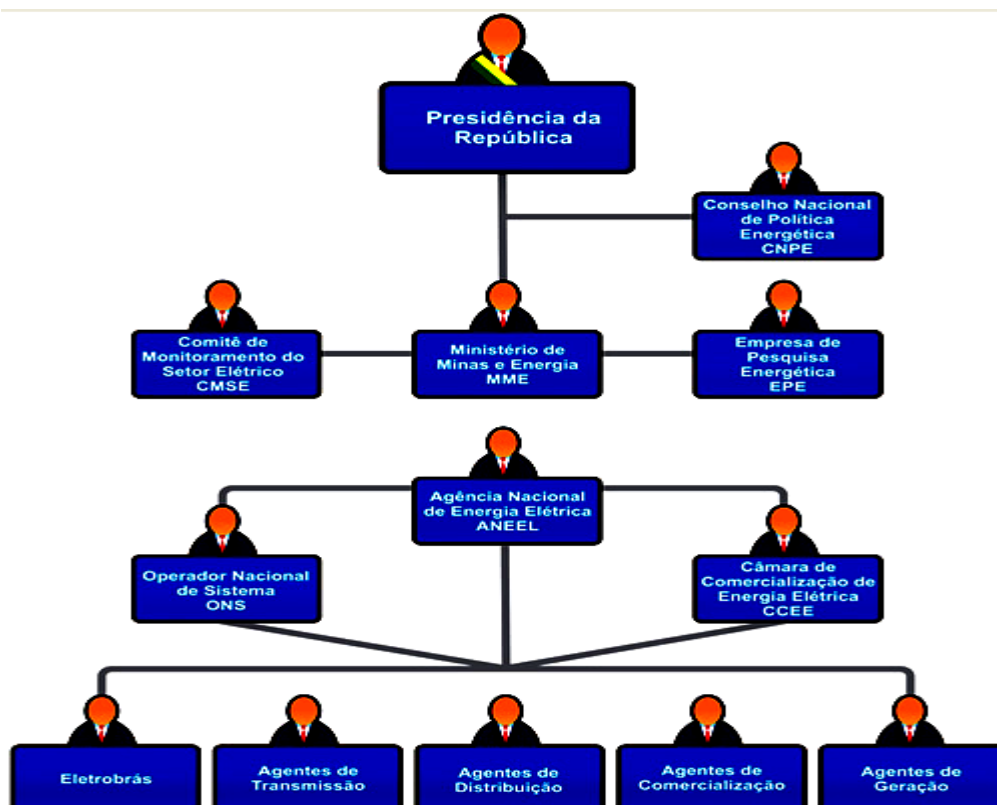 Presidência da
República
Conselho Nacional
de Política
Energética
CNPE
Comitê de
Monitoramento do
Setor Elétrico
CMSE
Ministério de
Minas e Energia
MME
Empresa de
Pesquisa
Energética
EPE
Agência Nacional
de Energia Elétrica
ANEEL
Operador Nacional
de Sistema
ONS
Câmara de
Comercialização de
Energia Elétrica
CCEE
Eletrobrás
Agentes de
Transmissão
Agentes de
Distribuição
Agentes de
Comercialização
Agentes de
Geração